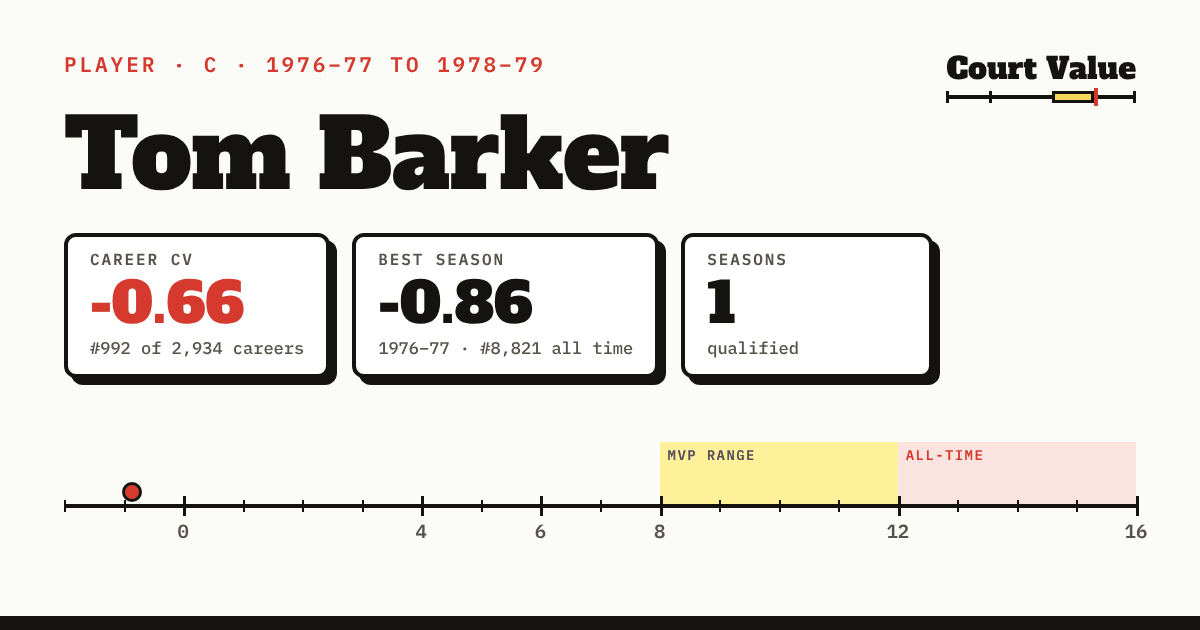 PLAYER · C · 1976–77 TO 1978–79
Court Value
Tom Barker
CAREER CV
-0.66
#992 of 2,934 careers
BEST SEASON
-0.86
1976–77 · #8,821 all time
SEASONS
1
qualified
MVP RANGE
ALL-TIME
0 4 6 8 12 16